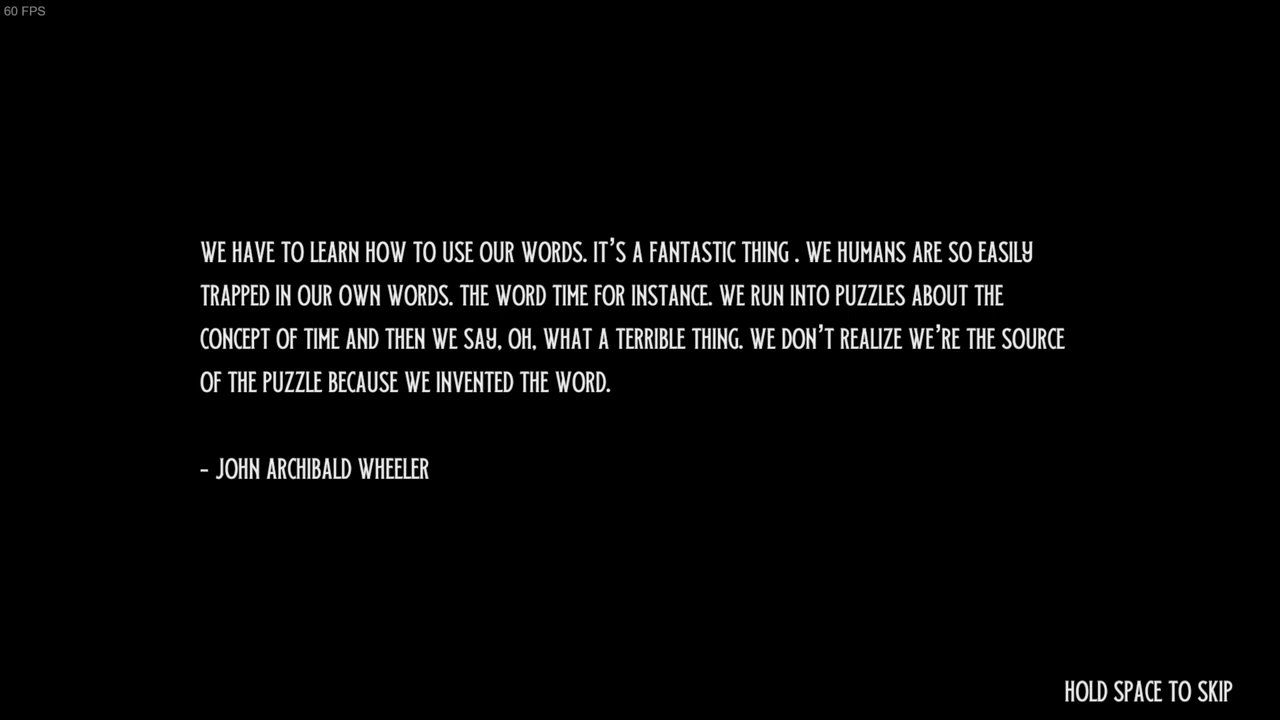 60 FPS
WE HAVE TO LEARN HOW TO USE OUR WORDS. IT'S A FANTASTIC THING . WE HUMANS ARE SO EASILY
TRAPPED IN OUR OWN WORDS. THE WORD TIME FOR INSTANCE. WE RUN INTO PUZZLES ABOUT THE
CONCEPT OF TIME AND THEN WE SAY, OH, WHAT A TERRIBLE THING. WE DON'T REALIZE WE'RE THE SOURCE
OF THE PUZZLE BECAUSE WE INVENTED THE WORD.
- JOHN ARCHIBALD WHEELER
HOLD SPACE TO SKIP